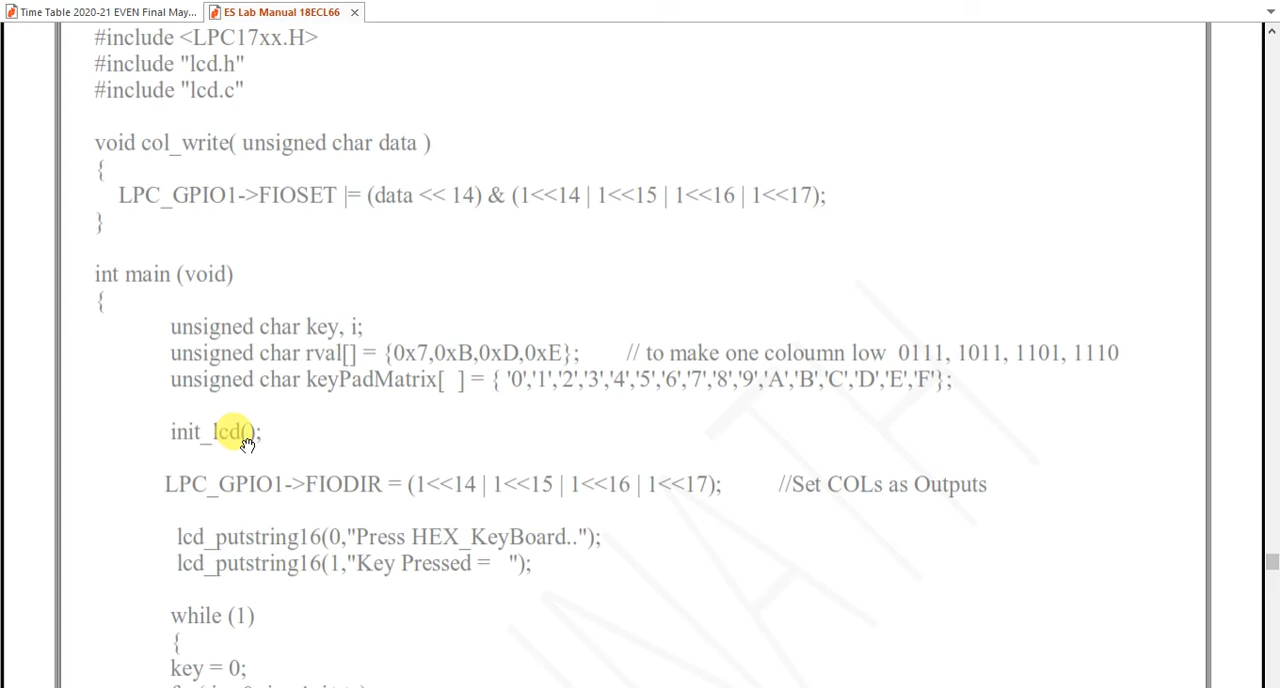 Time Table 2020-21 EVEN Final May...
ES Lab Manual 18ECL66
#include <LPC17xx.H>
#include "lcd.h"
#include "lcd.c"
void col_write( unsigned char data )
{
LPC_GPIO1->FIOSET |= (data << 14) & (1<<14 | 1<<15 | 1<<16 | 1<<17);
}
int main (void)
{
unsigned char key, i;
unsigned char rval[] = {0x7,0xB,0xD,0xE}; // to make one coloumn low 0111, 1011, 1101, 1110
unsigned char keyPadMatrix[ ] = { '0','1','2','3','4','5','6','7','8','9','A','B','C','D','E','F'};
init_lcd();
LPC_GPIO1->FIODIR = (1<<14 | 1<<15 | 1<<16 | 1<<17); //Set COLs as Outputs
lcd_putstring16(0,"Press HEX_KeyBoard..");
lcd_putstring16(1,"Key Pressed = ");
while (1)
{
key = 0;